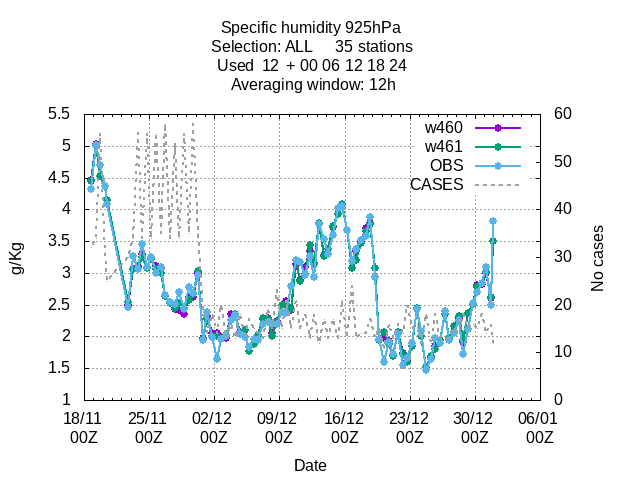 Specific humidity 925hPa
Selection: ALL 35 stations
Used 12 + 00 06 12 18 24
Averaging window: 12h
5.5
5
4.5
4
3.5
3
2.5
2
1.5
1
g/Kg
60
50
40
30
20
10
0
No cases
w460
w461
OBS
CASES
18/11 25/11 02/12 09/12 16/12 23/12 30/12 06/01
00Z 00Z 00Z 00Z 00Z 00Z 00Z 00Z
Date